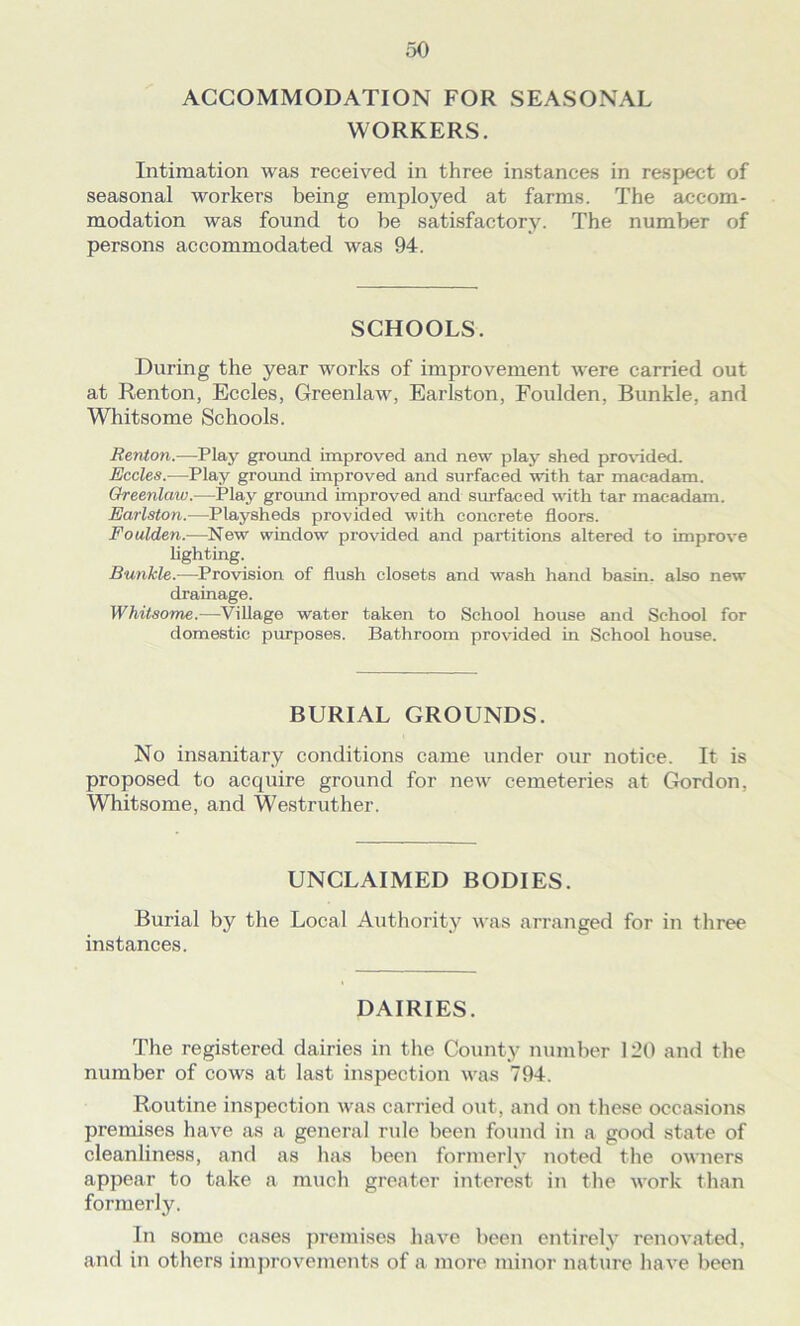 50
ACCOMMODATION FOR SEASONAL
WORKERS.
Intimation was received in three instances in respect of
seasonal workers being employed at farms. The accom-
modation was found to be satisfactory. The number of
persons accommodated was 94.
SCHOOLS.
During the year works of improvement were carried out
at Renton, Eccles, Greenlaw, Earlston, Foulden, Bunkle, and
Whitsome Schools.
Renton.—Play ground improved and new play shed provided.
Eccles.—Play ground improved and surfaced with tar macadam.
Greenlaw.—Play ground improved and surfaced with tar macadam.
Earlston.—Playsheds provided with concrete floors.
Foulden.—New window provided and partitions altered to improve
lighting.
Bunkle.—Provision of flush closets and wash hand basin, also new
drainage.
Whitsome.—Village water taken to School house and School for
domestic purposes. Bathroom provided in School house.
BURIAL GROUNDS.
No insanitary conditions came under our notice. It is
proposed to acquire ground for new cemeteries at Gordon,
Whitsome, and Westruther.
UNCLAIMED BODIES.
Burial by the Local Authority was arranged for in three
instances.
DAIRIES.
The registered dairies in the County number 120 and the
number of cows at last inspection was 794.
Routine inspection was carried out, and on these occasions
premises have as a general rule been found in a good state of
cleanliness, and as has been formerly noted the owners
appear to take a much greater interest in the work than
formerly.
In some cases premises have been entirely renovated,
and in others improvements of a more minor nature have been